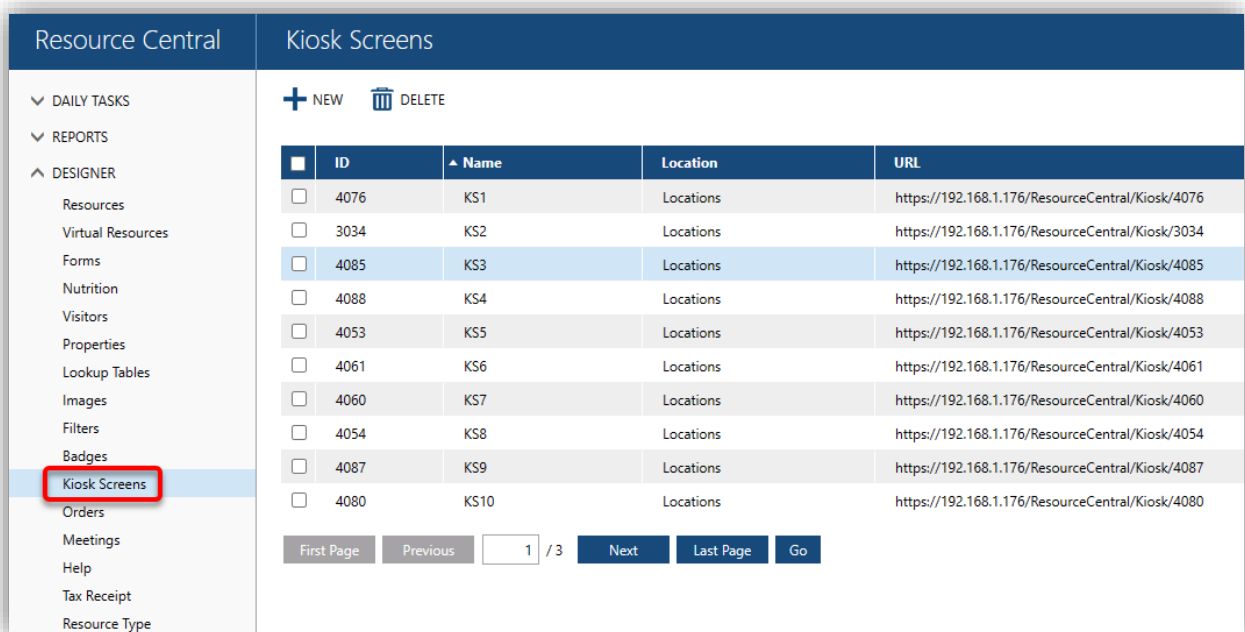 Resource Central
Kiosk Screens
DAILY TASKS
REPORTS
DESIGNER
Resources
Virtual Resources
Forms
Nutrition
Visitors
Properties
Lookup Tables
Images
Filters
Badges
Kiosk Screens
Orders
Meetings
Help
Tax Receipt
Resource Type
NEW DELETE
ID Name Location URL
4076 KS1 Locations https://192.168.1.176/ResourceCentral/Kiosk/4076
3034 KS2 Locations https://192.168.1.176/ResourceCentral/Kiosk/3034
4085 KS3 Locations https://192.168.1.176/ResourceCentral/Kiosk/4085
4088 KS4 Locations https://192.168.1.176/ResourceCentral/Kiosk/4088
4053 KS5 Locations https://192.168.1.176/ResourceCentral/Kiosk/4053
4061 KS6 Locations https://192.168.1.176/ResourceCentral/Kiosk/4061
4060 KS7 Locations https://192.168.1.176/ResourceCentral/Kiosk/4060
4054 KS8 Locations https://192.168.1.176/ResourceCentral/Kiosk/4054
4087 KS9 Locations https://192.168.1.176/ResourceCentral/Kiosk/4087
4080 KS10 Locations https://192.168.1.176/ResourceCentral/Kiosk/4080
First Page Previous 1 / 3 Next Last Page Go